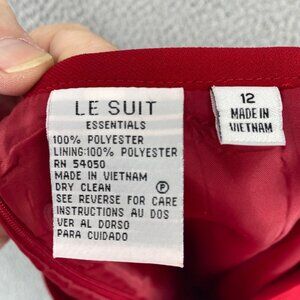 LE SUIT
ESSENTIALS
100% POLYESTER
LINING:100% POLYESTER
RN 54050
MADE IN VIETNAM
DRY CLEAN Ⓟ
SEE REVERSE FOR CARE
INSTRUCTIONS AU DOS
VER AL DORSO
PARA CUIDADO
12
MADE IN
VIETNAM